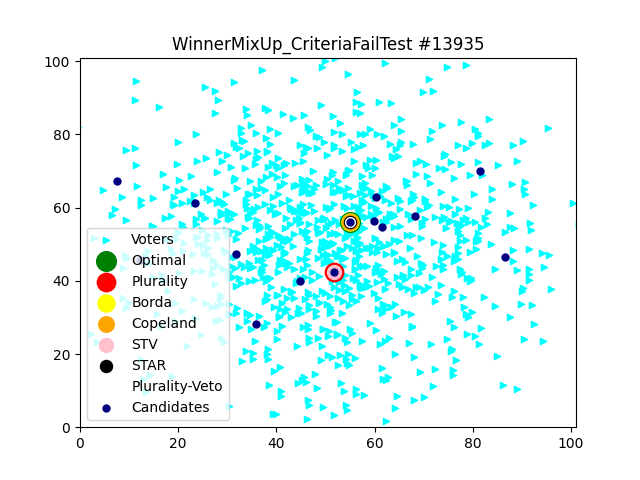 WinnerMixUp_CriteriaFailTest #13935
100
80
60
40
20
0
0
20
40
60
80
100
Voters
Optimal
Plurality
Borda
Copeland
STV
STAR
Plurality-Veto
Candidates